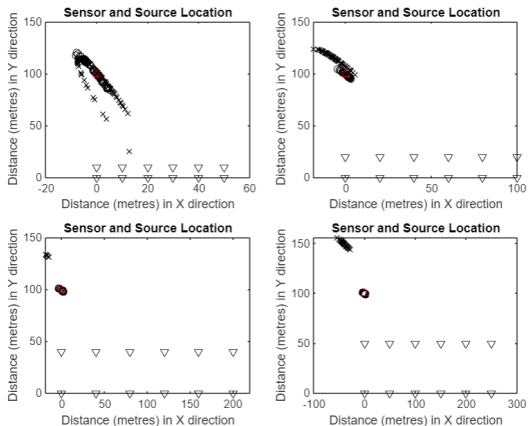 Sensor and Source Location
Sensor and Source Location
150
100
50
0
Distance (metres) in Y direction
-20
0
20
40
60
Distance (metres) in X direction
150
100
50
0
Distance (metres) in Y direction
0
50
100
Distance (metres) in X direction
Sensor and Source Location
Sensor and Source Location
150
100
50
0
Distance (metres) in Y direction
0
50
100
150
200
Distance (metres) in X direction
150
100
50
0
Distance (metres) in Y direction
-100
0
100
200
300
Distance (metres) in X direction